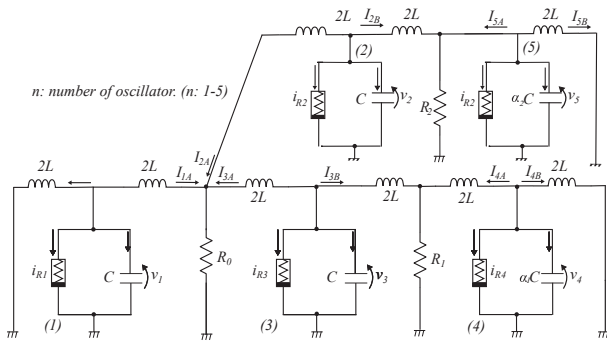 2L I2B 2L I5A 2L I5B
(2) (5)
n: number of oscillator. (n: 1-5)
iR2 C v2 R2 iR2 α2C v5
I2A
2L 2L I1A I3A 2L I3B 2L 2L I4A I4B 2L
iR1 C v1 R0 iR3 C v3 R1 iR4 α1C v4
(1) (3) (4)